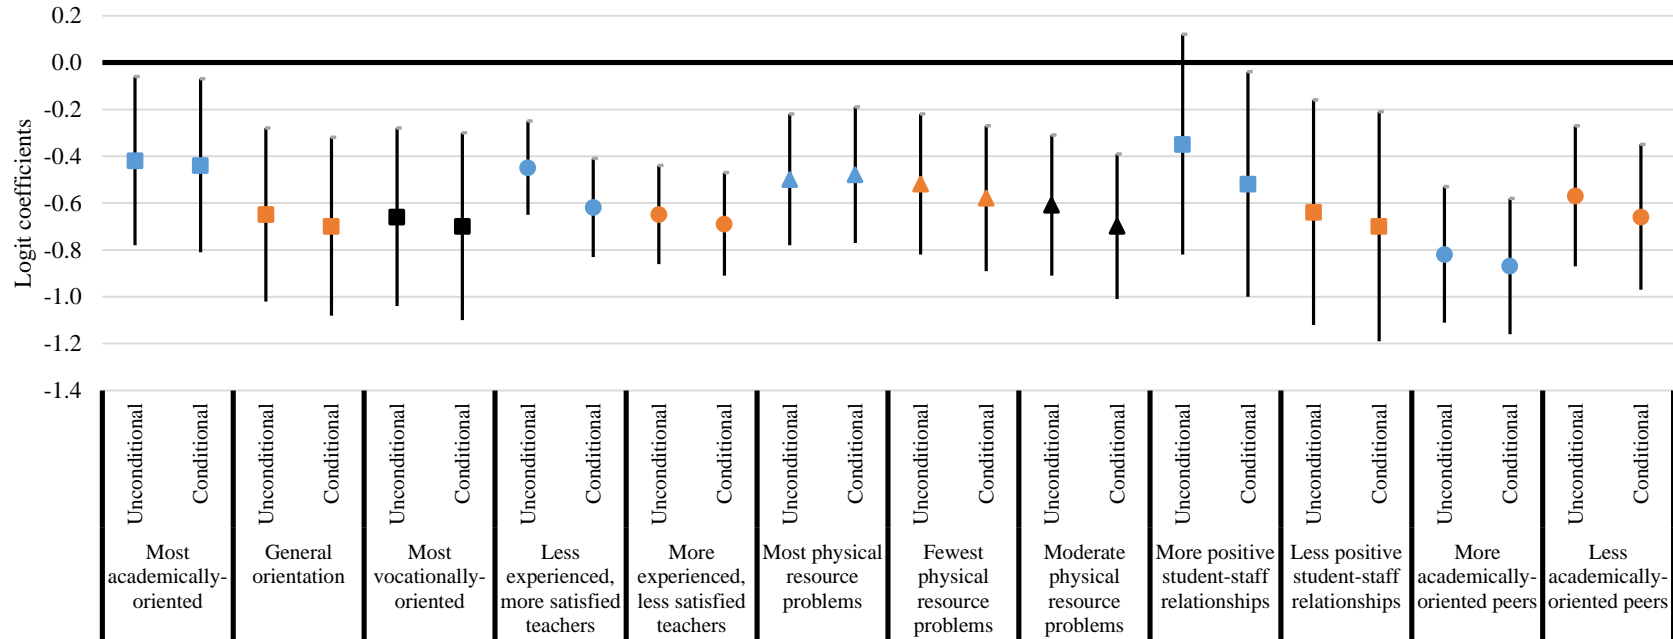 Logit coefficients
0.2
0.0
-0.2
-0.4
-0.6
-0.8
-1.0
-1.2
-1.4
Unconditional
Conditional
Unconditional
Conditional
Unconditional
Conditional
Unconditional
Conditional
Unconditional
Conditional
Unconditional
Conditional
Unconditional
Conditional
Unconditional
Conditional
Unconditional
Conditional
Unconditional
Conditional
Unconditional
Conditional
Unconditional
Conditional
Most
academically-
oriented
General
orientation
Most
vocationally-
oriented
Less
experienced,
more satisfied
teachers
More
experienced,
less satisfied
teachers
Most physical
resource
problems
Fewest
physical
resource
problems
Moderate
physical
resource
problems
More positive
student-staff
relationships
Less positive
student-staff
relationships
More
academically-
oriented peers
Less
academically-
oriented peers